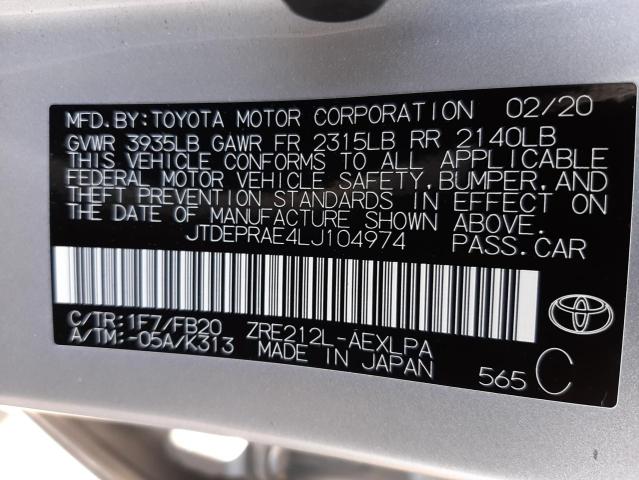 MFD.BY:TOYOTA MOTOR CORPORATION 02/20
GVWR 3935LB GAWR FR 2315LB RR 2140LB
THIS VEHICLE CONFORMS TO ALL APPLICABLE
FEDERAL MOTOR VEHICLE SAFETY,BUMPER,AND
THEFT PREVENTION STANDARDS IN EFFECT ON
THE DATE OF MANUFACTURE SHOWN ABOVE.
JTDEPRAE4LJ104974 PASS.CAR
C/TR:1F7/FB20 ZRE212L-AEXLPA
A/TM:-05A/K313 MADE IN JAPAN
565 C